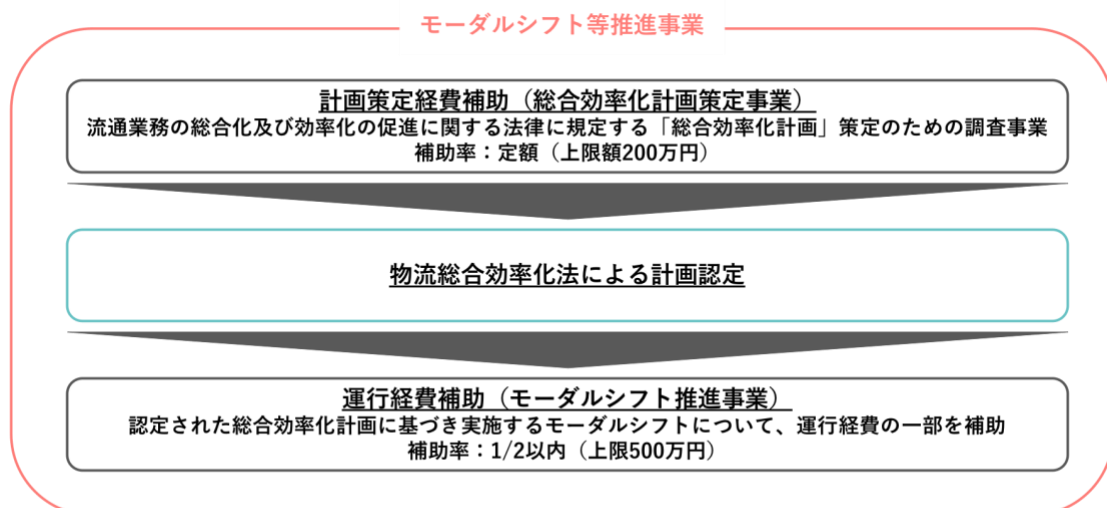 モーダルシフト等推進事業
計画策定経費補助（総合効率化計画策定事業）
流通業務の総合化及び効率化の促進に関する法律に規定する「総合効率化計画」策定のための調査事業
補助率：定額（上限額200万円）
物流総合効率化法による計画認定
運行経費補助（モーダルシフト推進事業）
認定された総合効率化計画に基づき実施するモーダルシフトについて、運行経費の一部を補助
補助率：1/2以内（上限500万円）